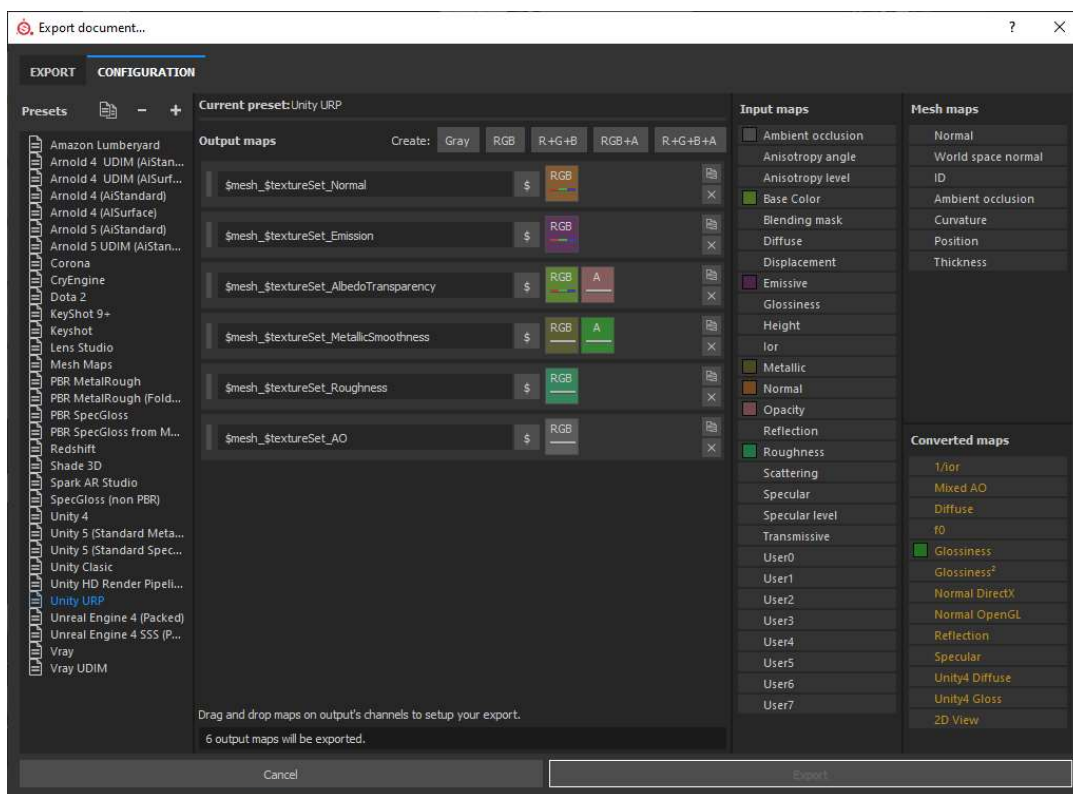 Export document...
?
EXPORT
CONFIGURATION
Presets
Amazon Lumberyard
Arnold 4 UDIM (AiStan...
Arnold 4 UDIM (AISurf...
Arnold 4 (AiStandard)
Arnold 4 (AISurface)
Arnold 5 (AiStandard)
Arnold 5 UDIM (AiStan...
Corona
CryEngine
Dota 2
KeyShot 9+
Keyshot
Lens Studio
Mesh Maps
PBR MetalRough
PBR MetalRough (Fold...
PBR SpecGloss
PBR SpecGloss from M...
Redshift
Shade 3D
Spark AR Studio
SpecGloss (non PBR)
Unity 4
Unity 5 (Standard Meta...
Unity 5 (Standard Spec...
Unity Clasic
Unity HD Render Pipeli...
Unity URP
Unreal Engine 4 (Packed)
Unreal Engine 4 SSS (P...
Vray
Vray UDIM
Current preset:Unity URP
Output maps Create: Gray RGB R+G+B RGB+A R+G+B+A
$mesh_$textureSet_Normal $ RGB
$mesh_$textureSet_Emission $ RGB
$mesh_$textureSet_AlbedoTransparency $ RGB A
$mesh_$textureSet_MetallicSmoothness $ RGB A
$mesh_$textureSet_Roughness $ RGB
$mesh_$textureSet_AO $ RGB
Drag and drop maps on output's channels to setup your export.
6 output maps will be exported.
Input maps
Ambient occlusion
Anisotropy angle
Anisotropy level
Base Color
Blending mask
Diffuse
Displacement
Emissive
Glossiness
Height
Ior
Metallic
Normal
Opacity
Reflection
Roughness
Scattering
Specular
Specular level
Transmissive
User0
User1
User2
User3
User4
User5
User6
User7
Mesh maps
Normal
World space normal
ID
Ambient occlusion
Curvature
Position
Thickness
Converted maps
1/ior
Mixed AO
Diffuse
f0
Glossiness
Glossiness²
Normal DirectX
Normal OpenGL
Reflection
Specular
Unity4 Diffuse
Unity4 Gloss
2D View
Cancel
Export